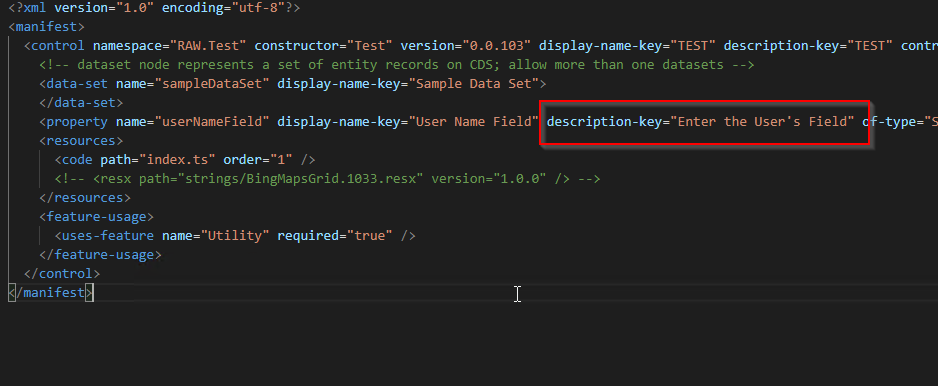 <?xml version="1.0" encoding="utf-8"?>
<manifest>
<control namespace="RAW.Test" constructor="Test" version="0.0.103" display-name-key="TEST" description-key="TEST" contr
<!-- dataset node represents a set of entity records on CDS; allow more than one datasets -->
<data-set name="sampleDataSet" display-name-key="Sample Data Set">
</data-set>
<property name="userNameField" display-name-key="User Name Field" description-key="Enter the User's Field" of-type="S
<resources>
<code path="index.ts" order="1" />
<!-- <resx path="strings/BingMapsGrid.1033.resx" version="1.0.0" /> -->
</resources>
<feature-usage>
<uses-feature name="Utility" required="true" />
</feature-usage>
</control>
</manifest>